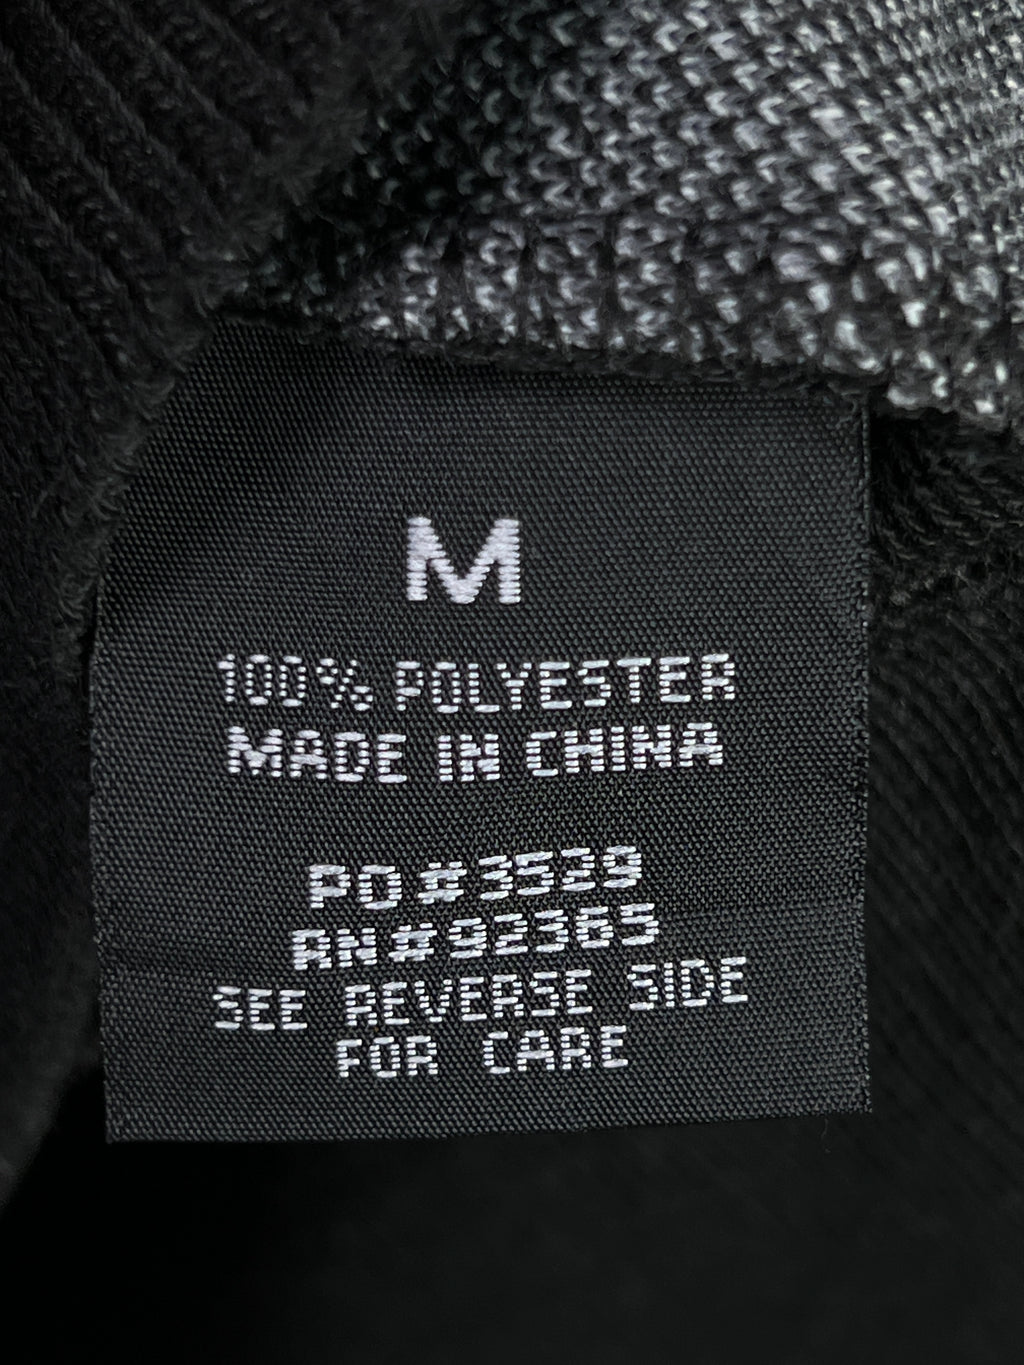 M
100% POLYESTER
MADE IN CHINA
PO#3529
RN#92365
SEE REVERSE SIDE
FOR CARE